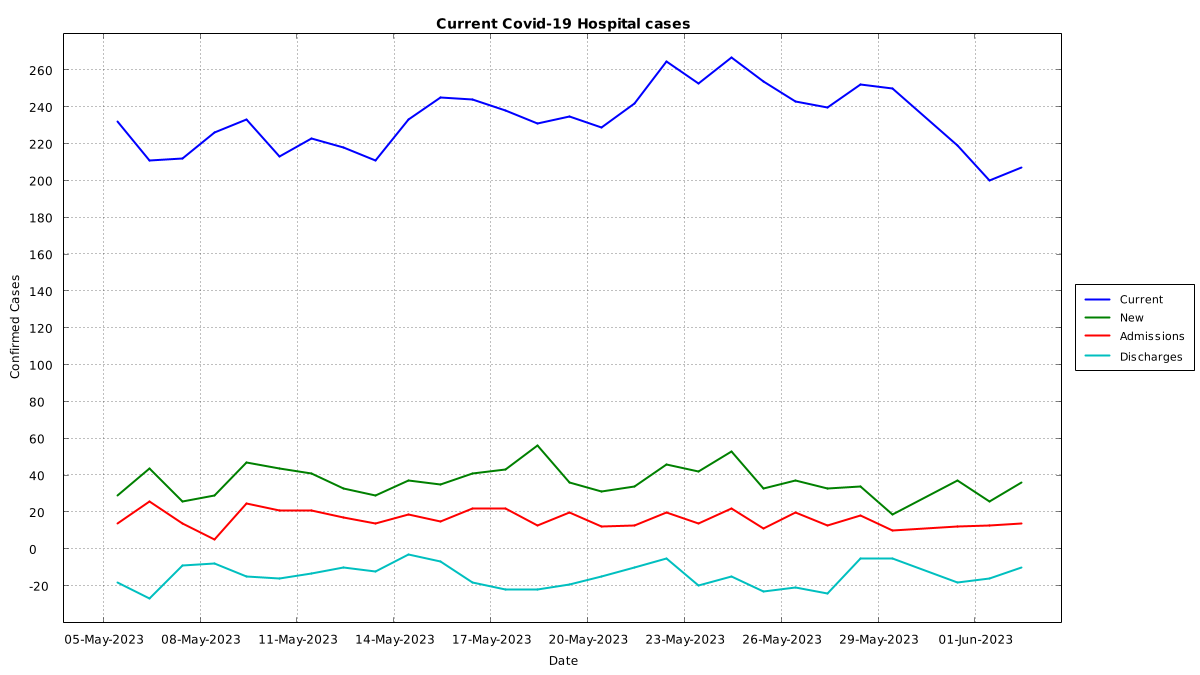 Current Covid-19 Hospital cases
260
240
220
200
180
160
140
120
100
80
60
40
20
0
-20
Confirmed Cases
05-May-2023 08-May-2023 11-May-2023 14-May-2023 17-May-2023 20-May-2023 23-May-2023 26-May-2023 29-May-2023 01-Jun-2023
Date
Current
New
Admissions
Discharges